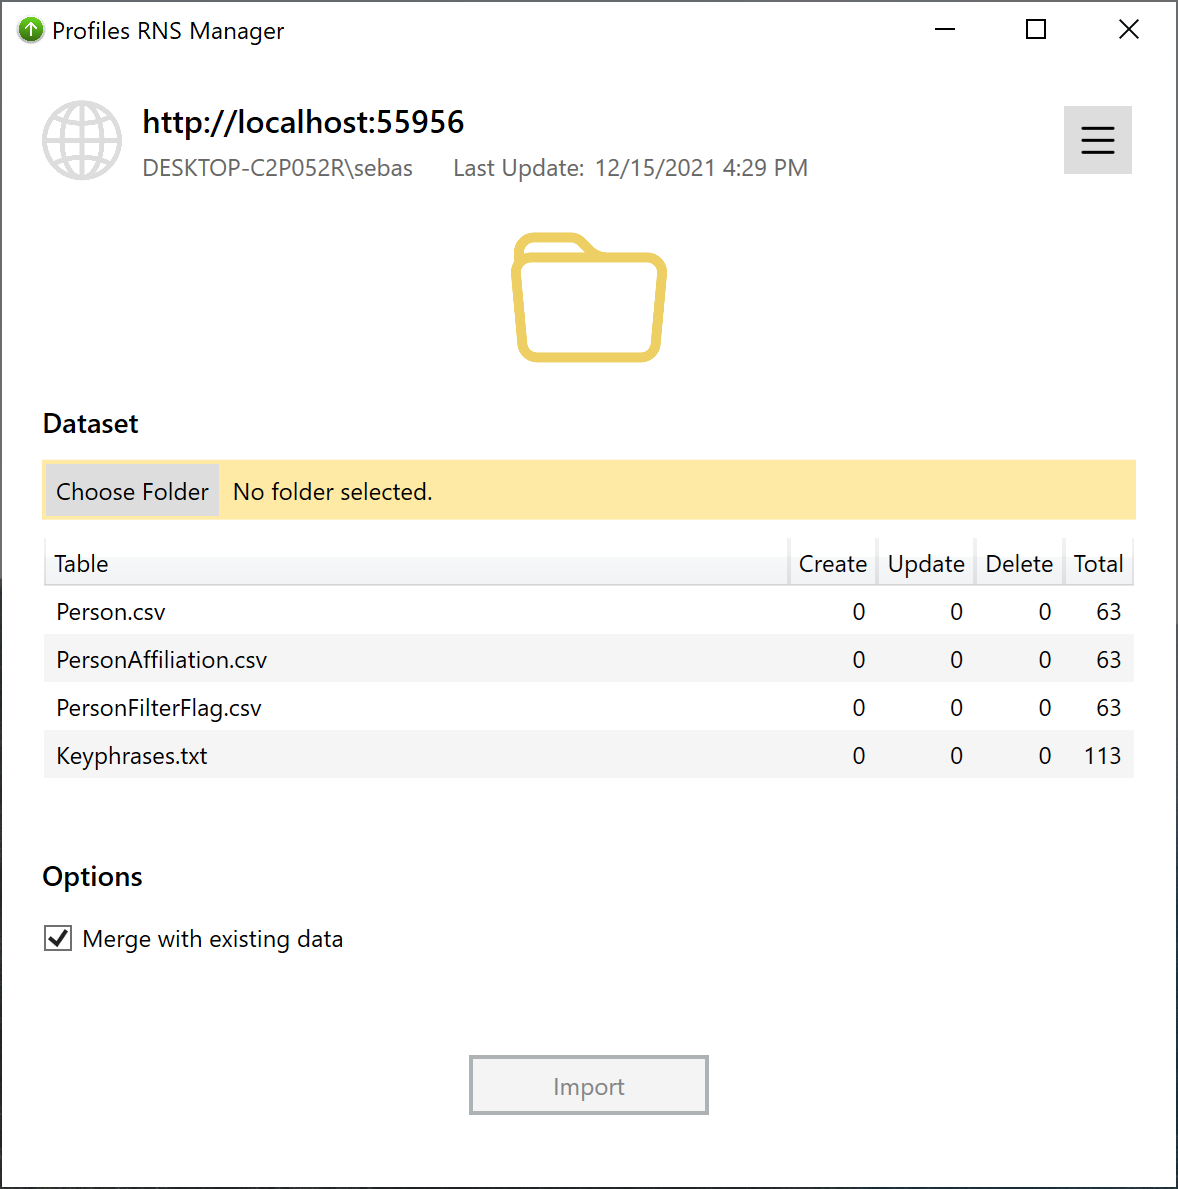 Profiles RNS Manager
http://localhost:55956
DESKTOP-C2P052R\sebas Last Update: 12/15/2021 4:29 PM
Dataset
Choose Folder No folder selected.
Table Create Update Delete Total
Person.csv 0 0 0 63
PersonAffiliation.csv 0 0 0 63
PersonFilterFlag.csv 0 0 0 63
Keyphrases.txt 0 0 0 113
Options
Merge with existing data
Import